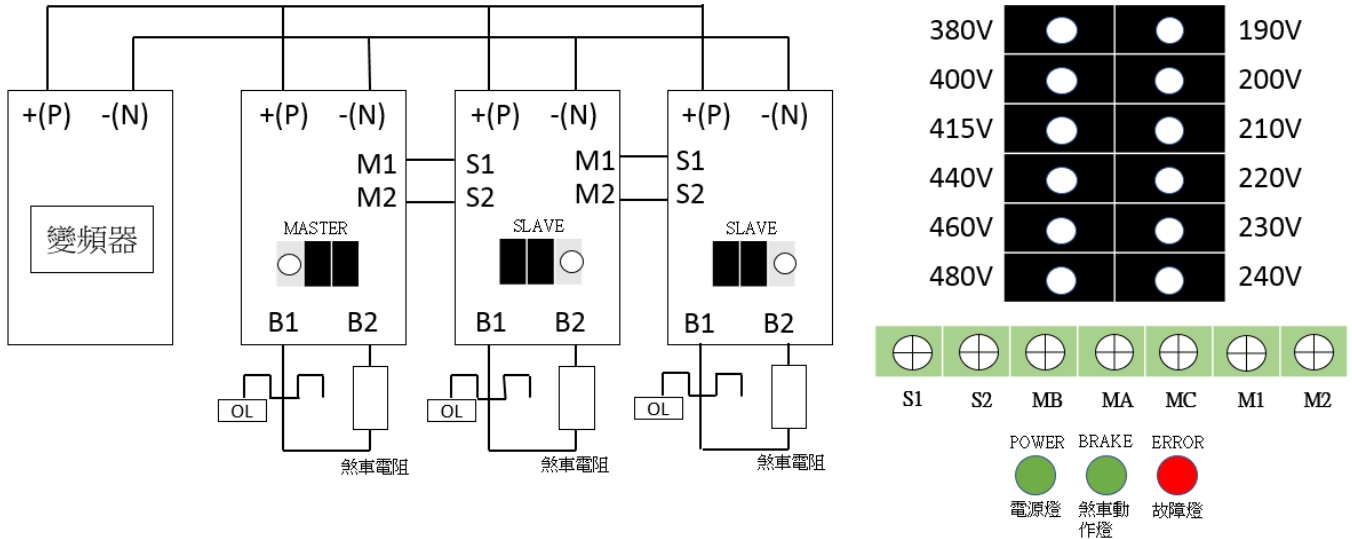 +(P) -(N)
變頻器
+(P) -(N)
M1
M2
MASTER
B1 B2
OL
煞車電阻
+(P) -(N)
S1 M1
S2 M2
SLAVE
B1 B2
OL
煞車電阻
+(P) -(N)
S1
S2
SLAVE
B1 B2
OL
煞車電阻
380V 190V
400V 200V
415V 210V
440V 220V
460V 230V
480V 240V
S1 S2 MB MA MC M1 M2
POWER BRAKE ERROR
電源燈 煞車動 故障燈
作燈